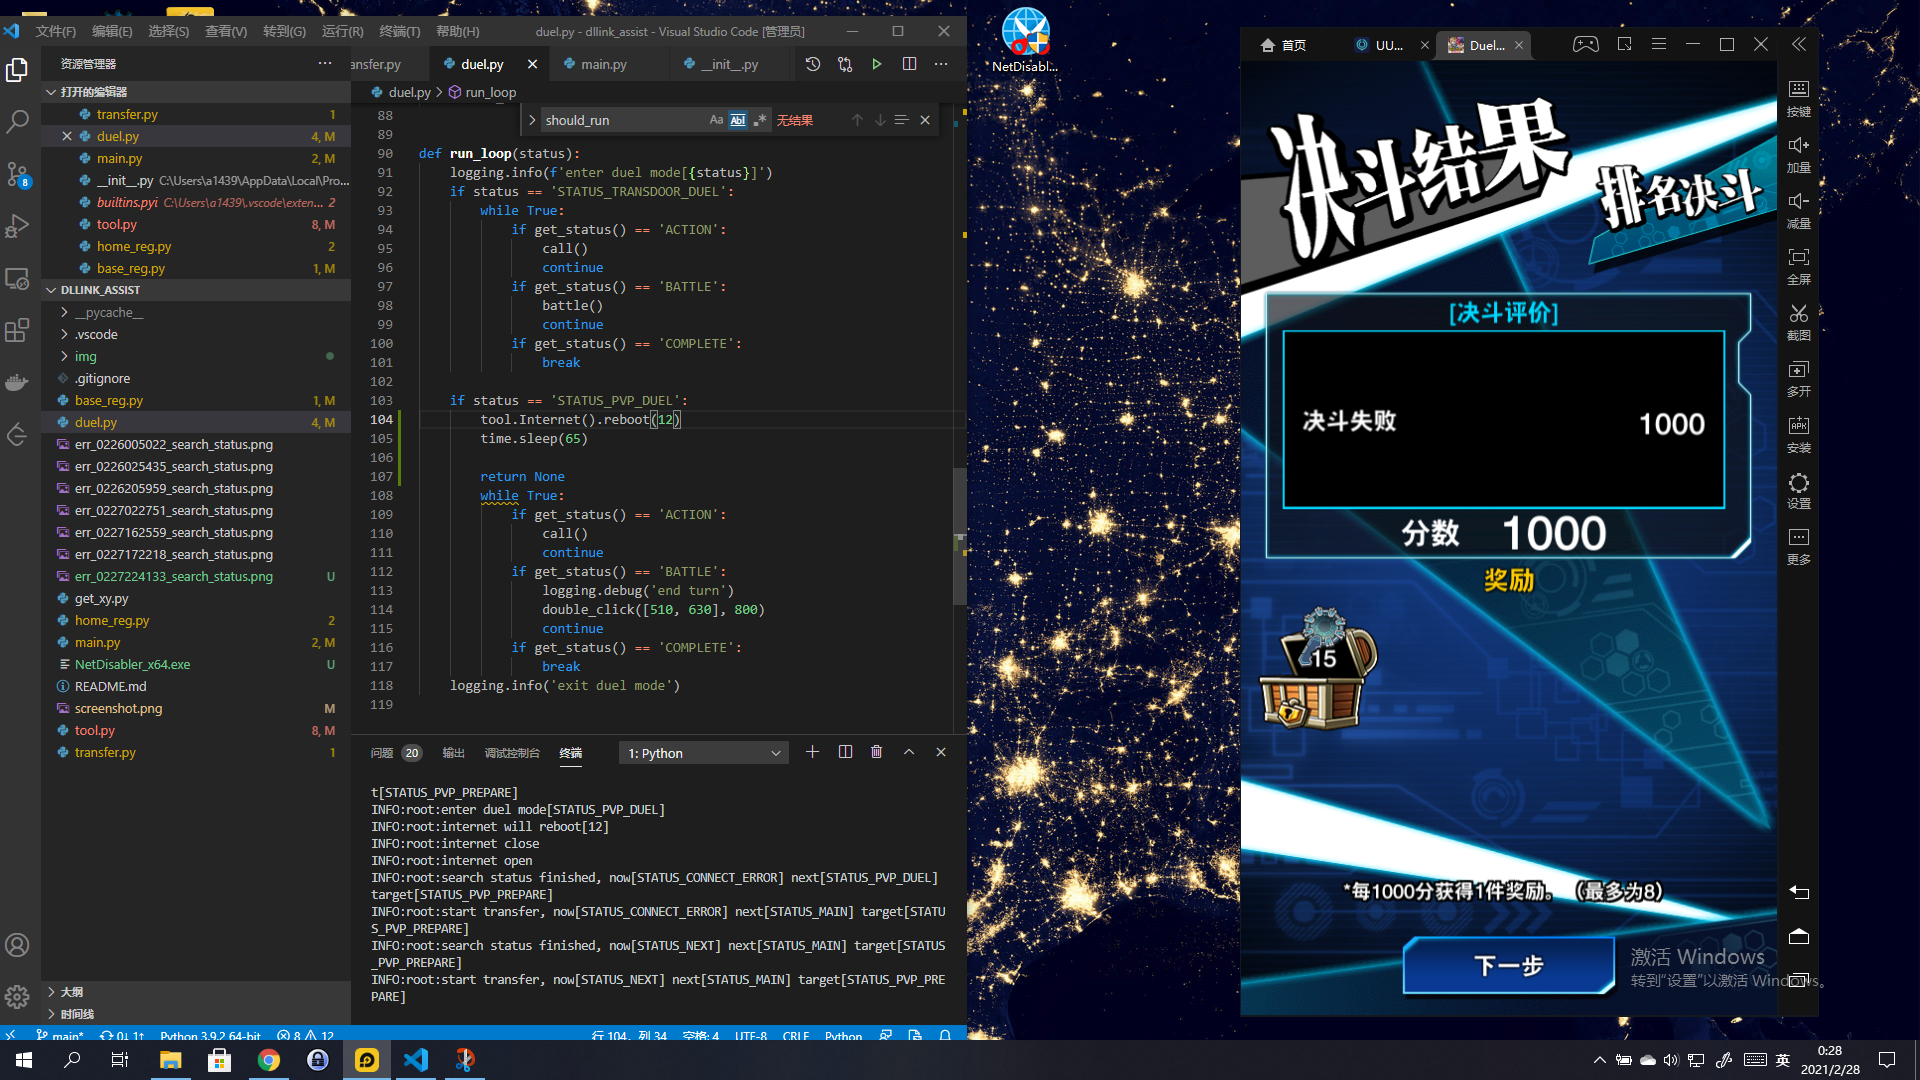 文件(F) 编辑(E) 选择(S) 查看(V) 转到(G) 运行(R) 终端(T) 帮助(H)
duel.py - dllink_assist - Visual Studio Code [管理员]
资源管理器
打开的编辑器
transfer.py 1
duel.py 4, M
main.py 2, M
__init__.py C:\Users\a1439\AppData\Local\Pro...
builtins.pyi C:\Users\a1439\.vscode\exten... 2
tool.py 8, M
home_reg.py 2
base_reg.py 1, M
DLLINK_ASSIST
__pycache__
.vscode
img
.gitignore
base_reg.py 1, M
duel.py 4, M
err_0226005022_search_status.png
err_0226025435_search_status.png
err_0226205959_search_status.png
err_0227022751_search_status.png
err_0227162559_search_status.png
err_0227172218_search_status.png
err_0227224133_search_status.png U
get_xy.py
home_reg.py 2
main.py 2, M
NetDisabler_x64.exe U
README.md
screenshot.png M
tool.py 8, M
transfer.py 1
大纲
时间线
8
ansfer.py duel.py main.py __init__.py
duel.py > run_loop
should_run Aa Abl 无结果
88
89
90 def run_loop(status):
91 logging.info(f'enter duel mode[{status}]')
92 if status == 'STATUS_TRANSDOOR_DUEL':
93 while True:
94 if get_status() == 'ACTION':
95 call()
96 continue
97 if get_status() == 'BATTLE':
98 battle()
99 continue
100 if get_status() == 'COMPLETE':
101 break
102
103 if status == 'STATUS_PVP_DUEL':
104 tool.Internet().reboot(12)
105 time.sleep(65)
106
107 return None
108 while True:
109 if get_status() == 'ACTION':
110 call()
111 continue
112 if get_status() == 'BATTLE':
113 logging.debug('end turn')
114 double_click([510, 630], 800)
115 continue
116 if get_status() == 'COMPLETE':
117 break
118 logging.info('exit duel mode')
119
问题 20 输出 调试控制台 终端 1: Python
t[STATUS_PVP_PREPARE]
INFO:root:enter duel mode[STATUS_PVP_DUEL]
INFO:root:internet will reboot[12]
INFO:root:internet close
INFO:root:internet open
INFO:root:search status finished, now[STATUS_CONNECT_ERROR] next[STATUS_PVP_DUEL]
target[STATUS_PVP_PREPARE]
INFO:root:start transfer, now[STATUS_CONNECT_ERROR] next[STATUS_MAIN] target[STATU
S_PVP_PREPARE]
INFO:root:search status finished, now[STATUS_NEXT] next[STATUS_MAIN] target[STATUS
_PVP_PREPARE]
INFO:root:start transfer, now[STATUS_NEXT] next[STATUS_MAIN] target[STATUS_PVP_PRE
PARE]
main* 0↓ 1↑ Python 3.9.2 64-bit 8 12 行 104, 列 34 空格: 4 UTF-8 CRLF Python
NetDisabl...
首页 UU... Duel...
决斗结果
排名决斗
[决斗评价]
决斗失败 1000
分数 1000
奖励
15
*每1000分获得1件奖励。 (最多为8)
下一步
按键
加量
减量
全屏
截图
多开
APK
安装
设置
更多
激活 Windows
转到"设置"以激活 Windows。
英
0:28
2021/2/28